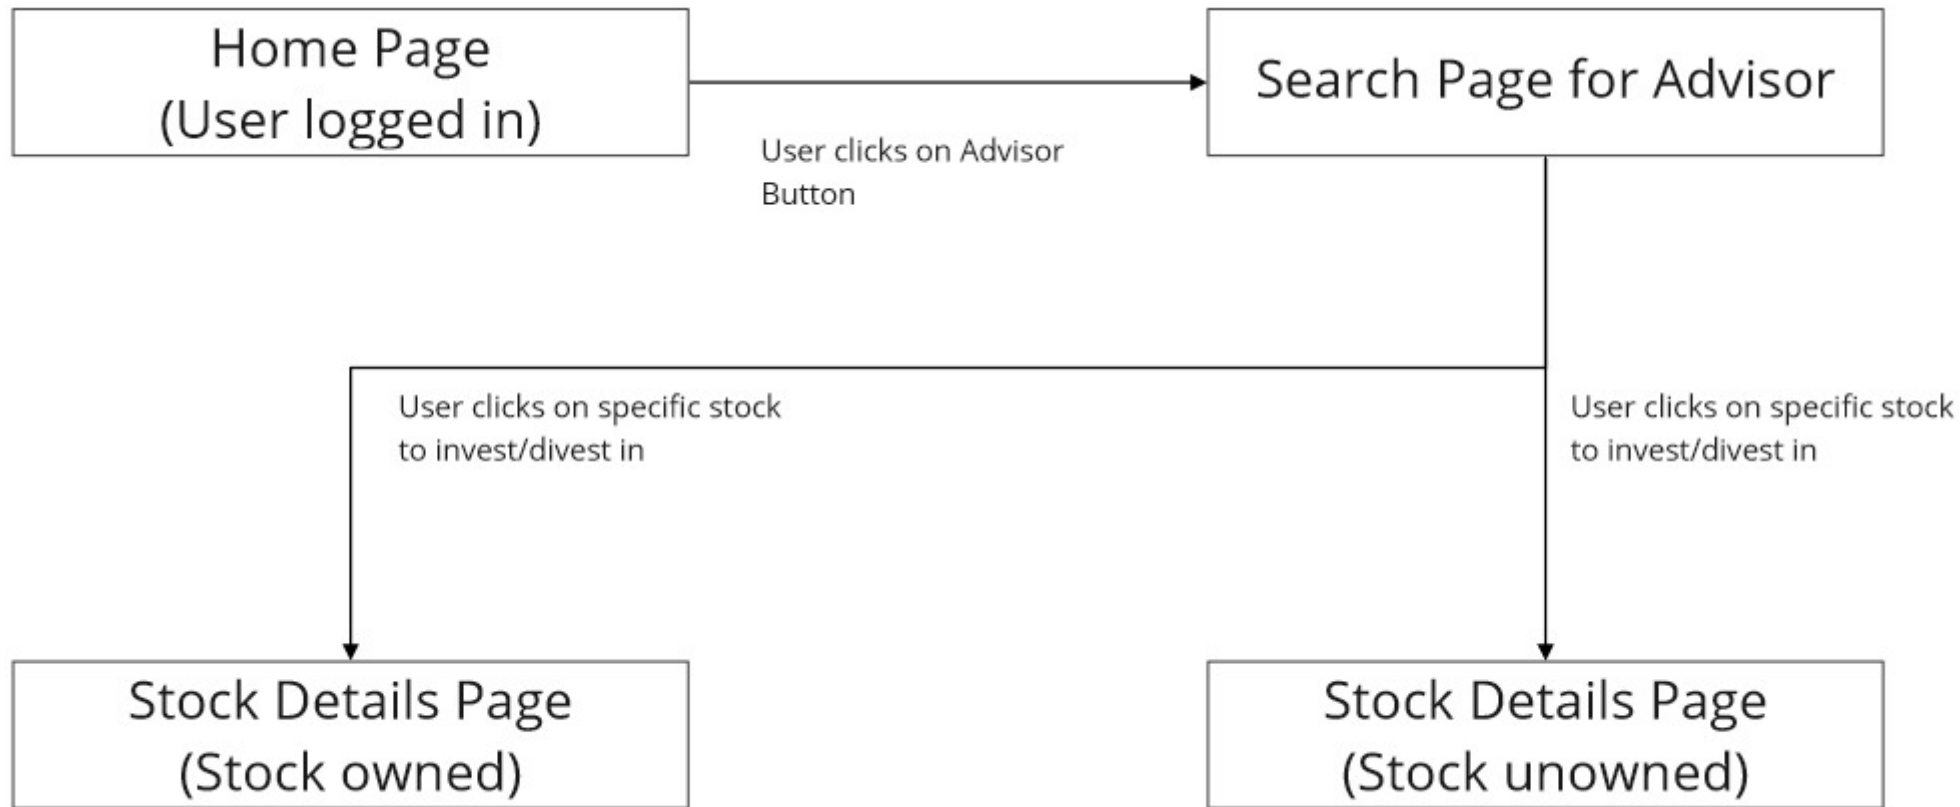 Home Page
(User logged in)
Search Page for Advisor
User clicks on Advisor
Button
User clicks on specific stock
to invest/divest in
User clicks on specific stock
to invest/divest in
Stock Details Page
(Stock owned)
Stock Details Page
(Stock unowned)